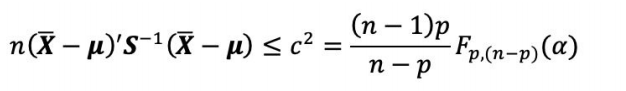 n(X̄ − μ)′S⁻¹(X̄ − μ) ≤ c² = (n − 1)p / n − p F_{p.(n−p)}(α)